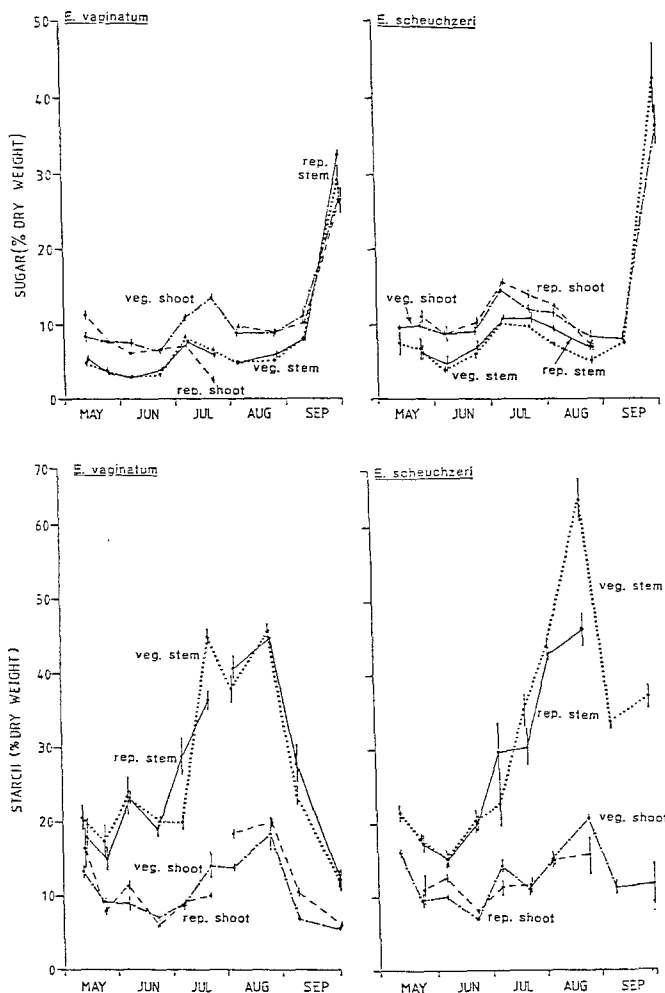 E. vaginatum
E. scheuchzeri
50
40
30
20
10
0
SUGAR (% DRY WEIGHT)
rep. stem
veg. shoot
veg. stem
rep. shoot
veg. shoot
rep. shoot
veg. stem
rep. stem
MAY JUN JUL AUG SEP
MAY JUN JUL AUG SEP
E. vaginatum
E. scheuchzeri
70
60
50
40
30
20
10
0
STARCH (% DRY WEIGHT)
veg. stem
rep. stem
veg. shoot
rep. shoot
veg. stem
rep. stem
veg. shoot
rep. shoot
MAY JUN JUL AUG SEP
MAY JUN JUL AUG SEP